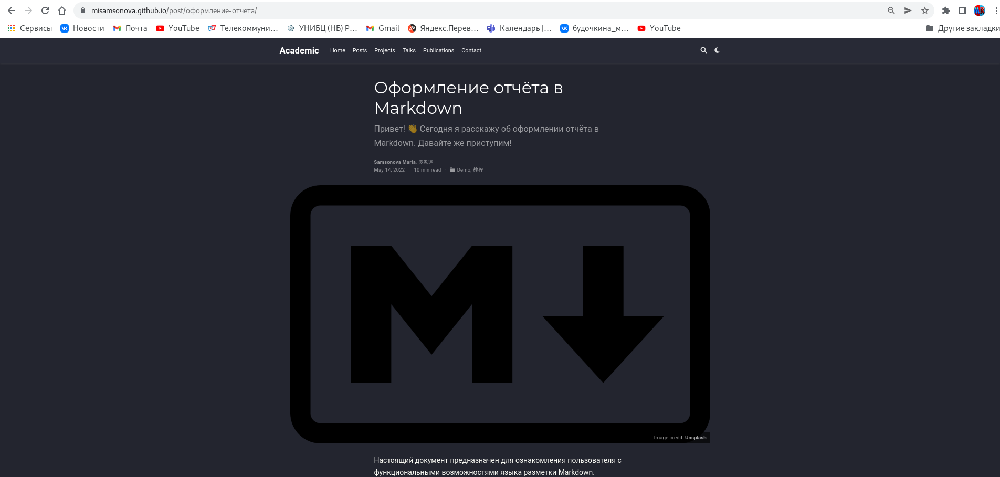 misamsonova.github.io/post/оформление-отчета/
Сервисы Новости Почта YouTube Телекоммуни... УНИБЦ (НБ) Р... Gmail Яндекс.Перев... Календарь |... будочкина_м... YouTube Другие закладки
Academic Home Posts Projects Talks Publications Contact
Оформление отчёта в
Markdown
Привет! 👋 Сегодня я расскажу об оформлении отчёта в
Markdown. Давайте же приступим!
Samsonova Maria, 吳恩達
May 14, 2022 · 10 min read · Demo, 教程
Image credit: Unsplash
Настоящий документ предназначен для ознакомления пользователя с
функциональными возможностями языка разметки Markdown.